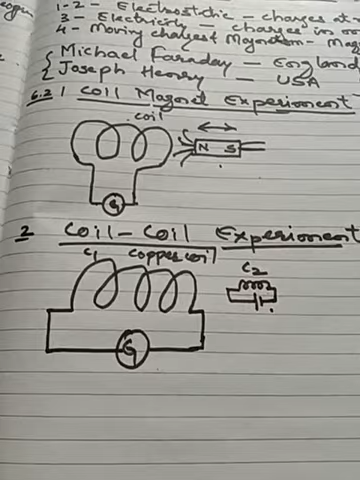 1-2 - Electrostatic - charges at
3 - Electricity - charges in
4 - Moving charges Magnetism - Mag
Michael Faraday - England
Joseph Henry - USA
6.2 1 Coil Magnet Experiment
coil
N S
G
2 Coil - Coil Experiment
C1 Copper coil
C2
G